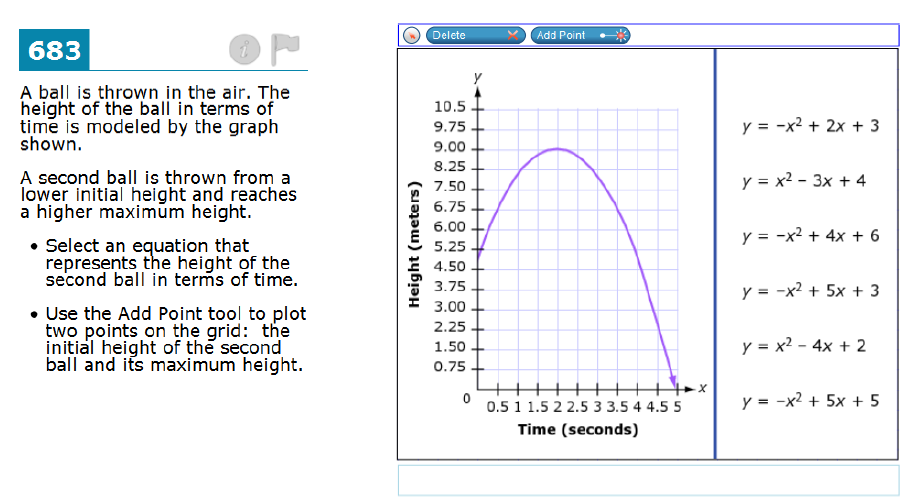 683
A ball is thrown in the air. The
height of the ball in terms of
time is modeled by the graph
shown.
A second ball is thrown from a
lower initial height and reaches
a higher maximum height.
• Select an equation that
represents the height of the
second ball in terms of time.
• Use the Add Point tool to plot
two points on the grid: the
initial height of the second
ball and its maximum height.
Delete
Add Point
y
10.5
9.75
9.00
8.25
7.50
6.75
6.00
5.25
4.50
3.75
3.00
2.25
1.50
0.75
0
Height (meters)
x
0.5 1 1.5 2 2.5 3 3.5 4 4.5 5
Time (seconds)
y = -x² + 2x + 3
y = x² - 3x + 4
y = -x² + 4x + 6
y = -x² + 5x + 3
y = x² - 4x + 2
y = -x² + 5x + 5